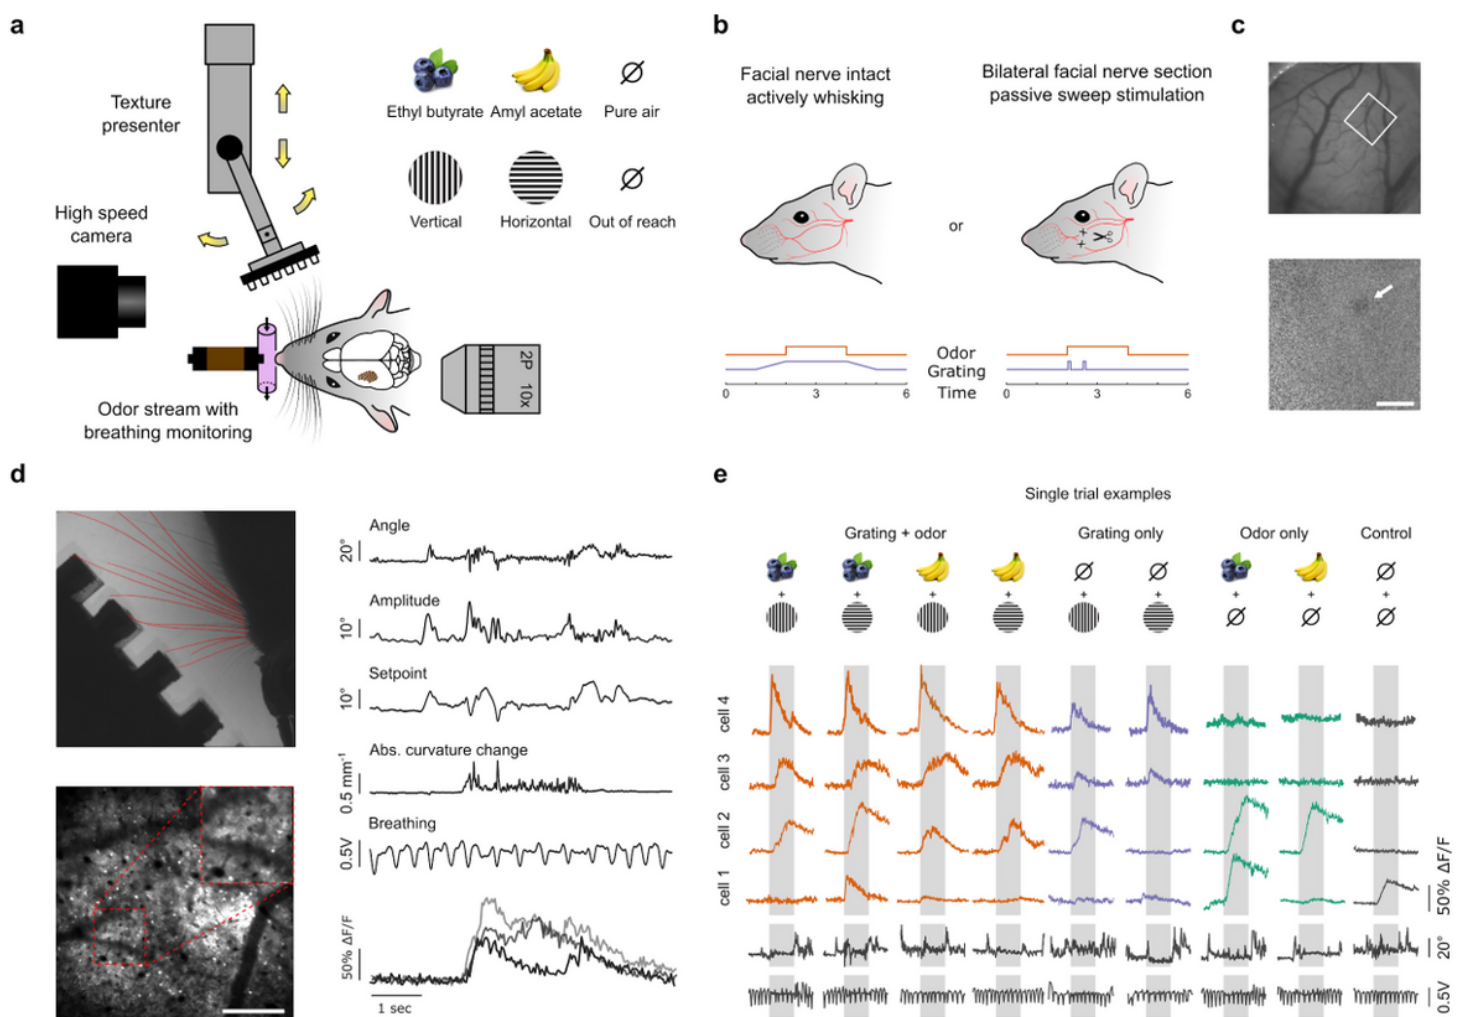 a
Texture
presenter
High speed
camera
Ethyl butyrate Amyl acetate Pure air
Vertical Horizontal Out of reach
2P 10x
Odor stream with
breathing monitoring
b
Facial nerve intact
actively whisking
or
Bilateral facial nerve section
passive sweep stimulation
Odor
Grating
Time
0 3 6
0 3 6
c
d
Angle
20°
Amplitude
10°
Setpoint
10°
Abs. curvature change
0.5 mm⁻¹
Breathing
0.5V
50% ΔF/F
1 sec
e
Single trial examples
Grating + odor Grating only Odor only Control
+ + + + + + + + +
cell 4
cell 3
cell 2
cell 1
50% ΔF/F
20°
0.5V